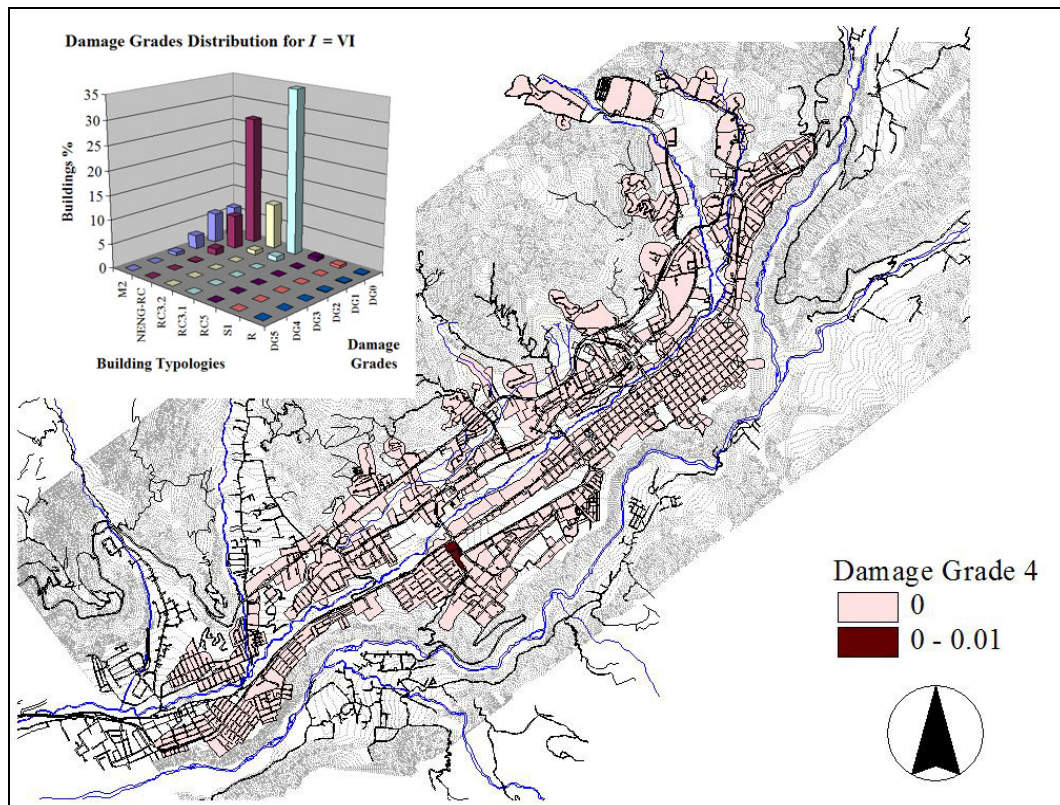 Damage Grades Distribution for I = VI
35
30
25
20
15
10
5
0
Buildings %
M2
NENG-RC
RC3.2
RC3.1
RC5
S1
R
DG5
DG4
DG3
DG2
DG1
DG0
Building Typologies
Damage
Grades
Damage Grade 4
0
0 - 0.01